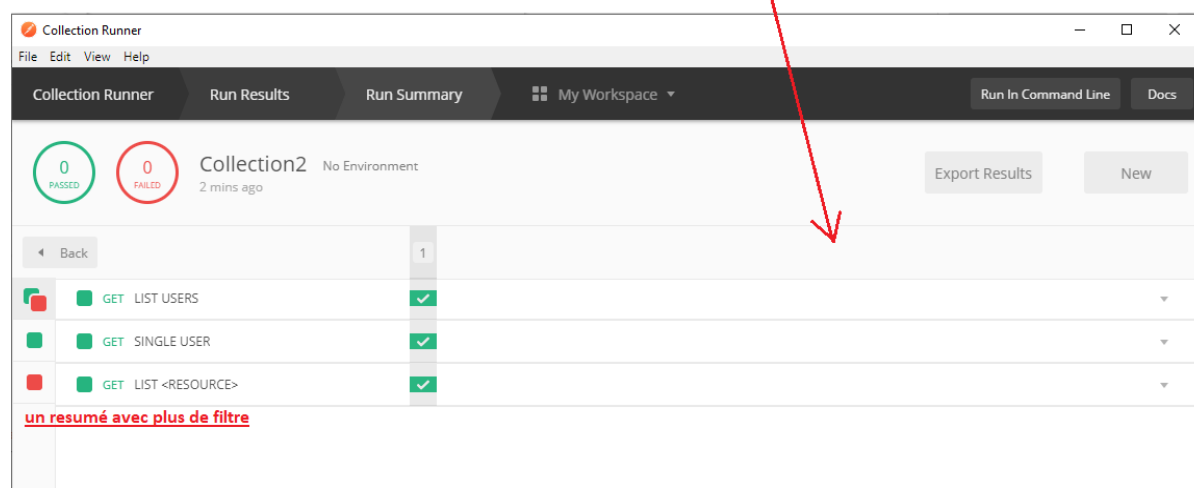 Collection Runner
File Edit View Help
Collection Runner Run Results Run Summary My Workspace Run In Command Line Docs
0 PASSED
0 FAILED
Collection2 No Environment
2 mins ago
Export Results New
Back 1
GET LIST USERS
GET SINGLE USER
GET LIST <RESOURCE>
un resumé avec plus de filtre